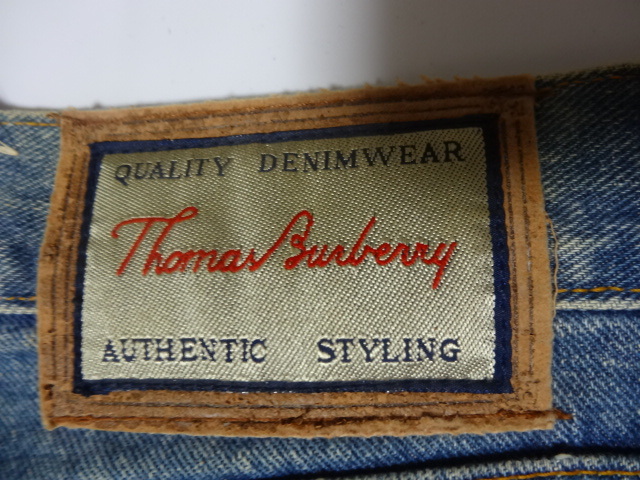 QUALITY DENIMWEAR
Thomas Burberry
AUTHENTIC STYLING